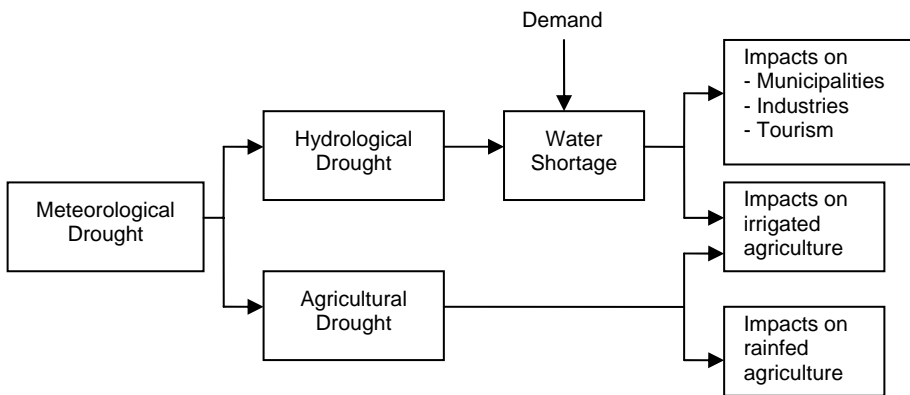 Demand
Impacts on
- Municipalities
- Industries
- Tourism
Hydrological
Drought
Water
Shortage
Meteorological
Drought
Impacts on
irrigated
agriculture
Agricultural
Drought
Impacts on
rainfed
agriculture